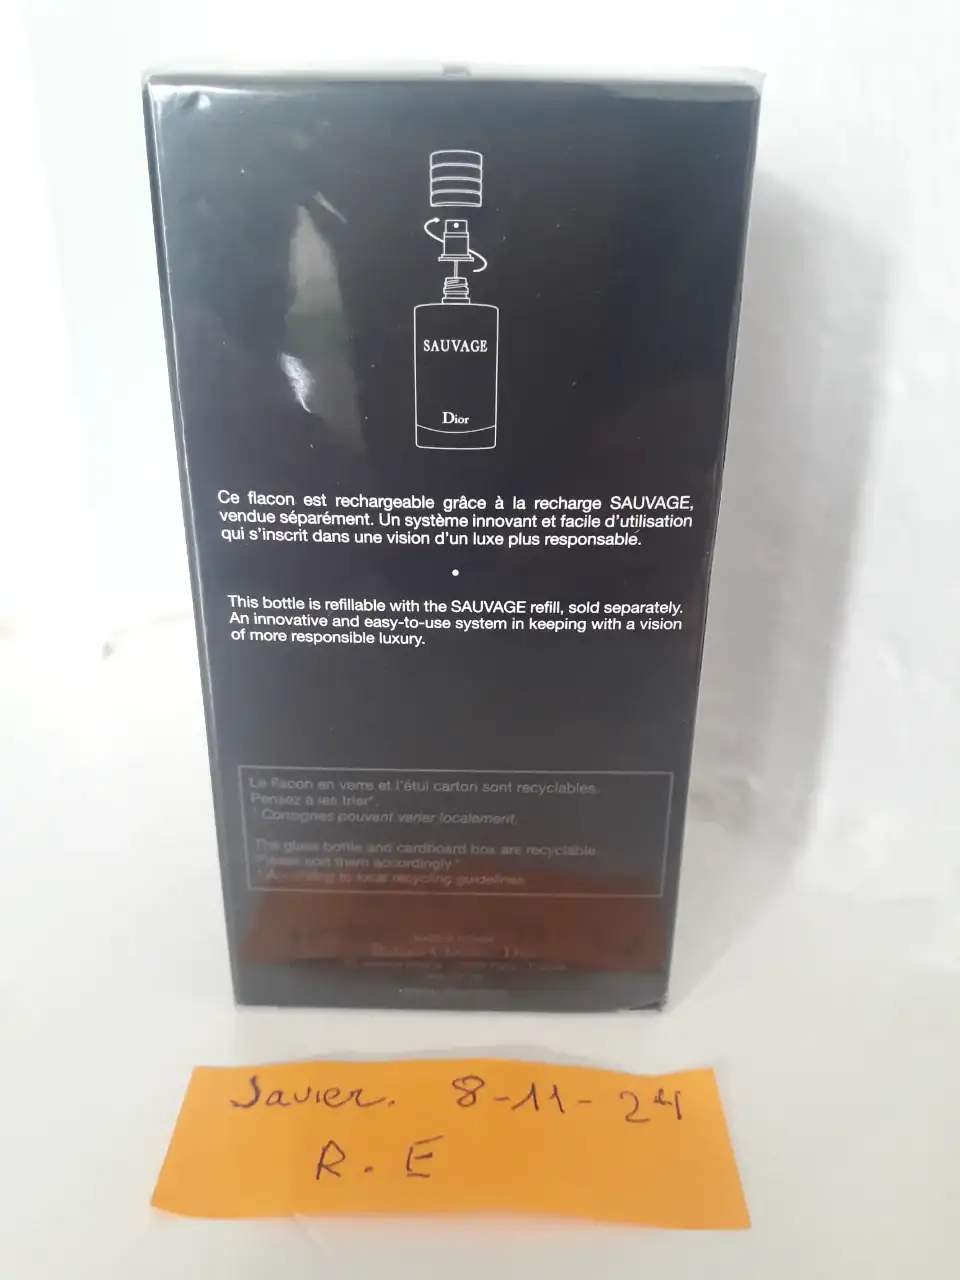 SAUVAGE
Dior
Ce flacon est rechargeable grâce à la recharge SAUVAGE,
vendue séparément. Un système innovant et facile d'utilisation
qui s'inscrit dans une vision d'un luxe plus responsable.
•
This bottle is refillable with the SAUVAGE refill, sold separately.
An innovative and easy-to-use system in keeping with a vision
of more responsible luxury.
Le flacon en verre et l'étui carton sont recyclables.
Pensez à les trier*.
* Consignes pouvant varier localement.
The glass bottle and cardboard box are recyclable.
Please sort them accordingly*
* According to local recycling guidelines
Javier. 8-11-24
R.E